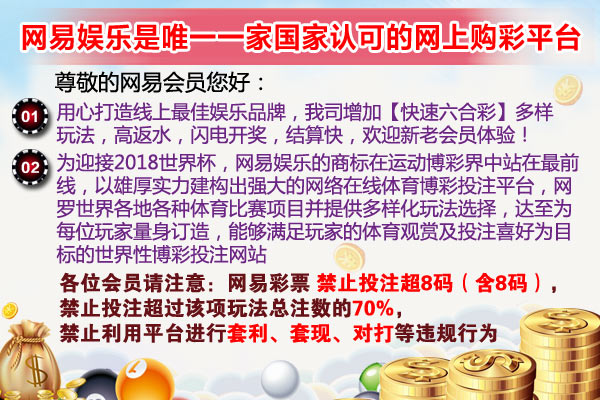 网易娱乐是唯一一家国家认可的网上购彩平台
尊敬的网易会员您好：
01 用心打造线上最佳娱乐品牌，我司增加【快速六合彩】多样
玩法，高返水，闪电开奖，结算快，欢迎新老会员体验！
02 为迎接2018世界杯，网易娱乐的商标在运动博彩界中站在最前
线，以雄厚实力建构出强大的网络在线体育博彩投注平台，网
罗世界各地各种体育比赛项目并提供多样化玩法选择，达至为
每位玩家量身订造，能够满足玩家的体育观赏及投注喜好为目
标的世界性博彩投注网站
各位会员请注意：网易彩票 禁止投注超8码（含8码），
禁止投注超过该项玩法总注数的70%，
禁止利用平台进行套利、套现、对打等违规行为